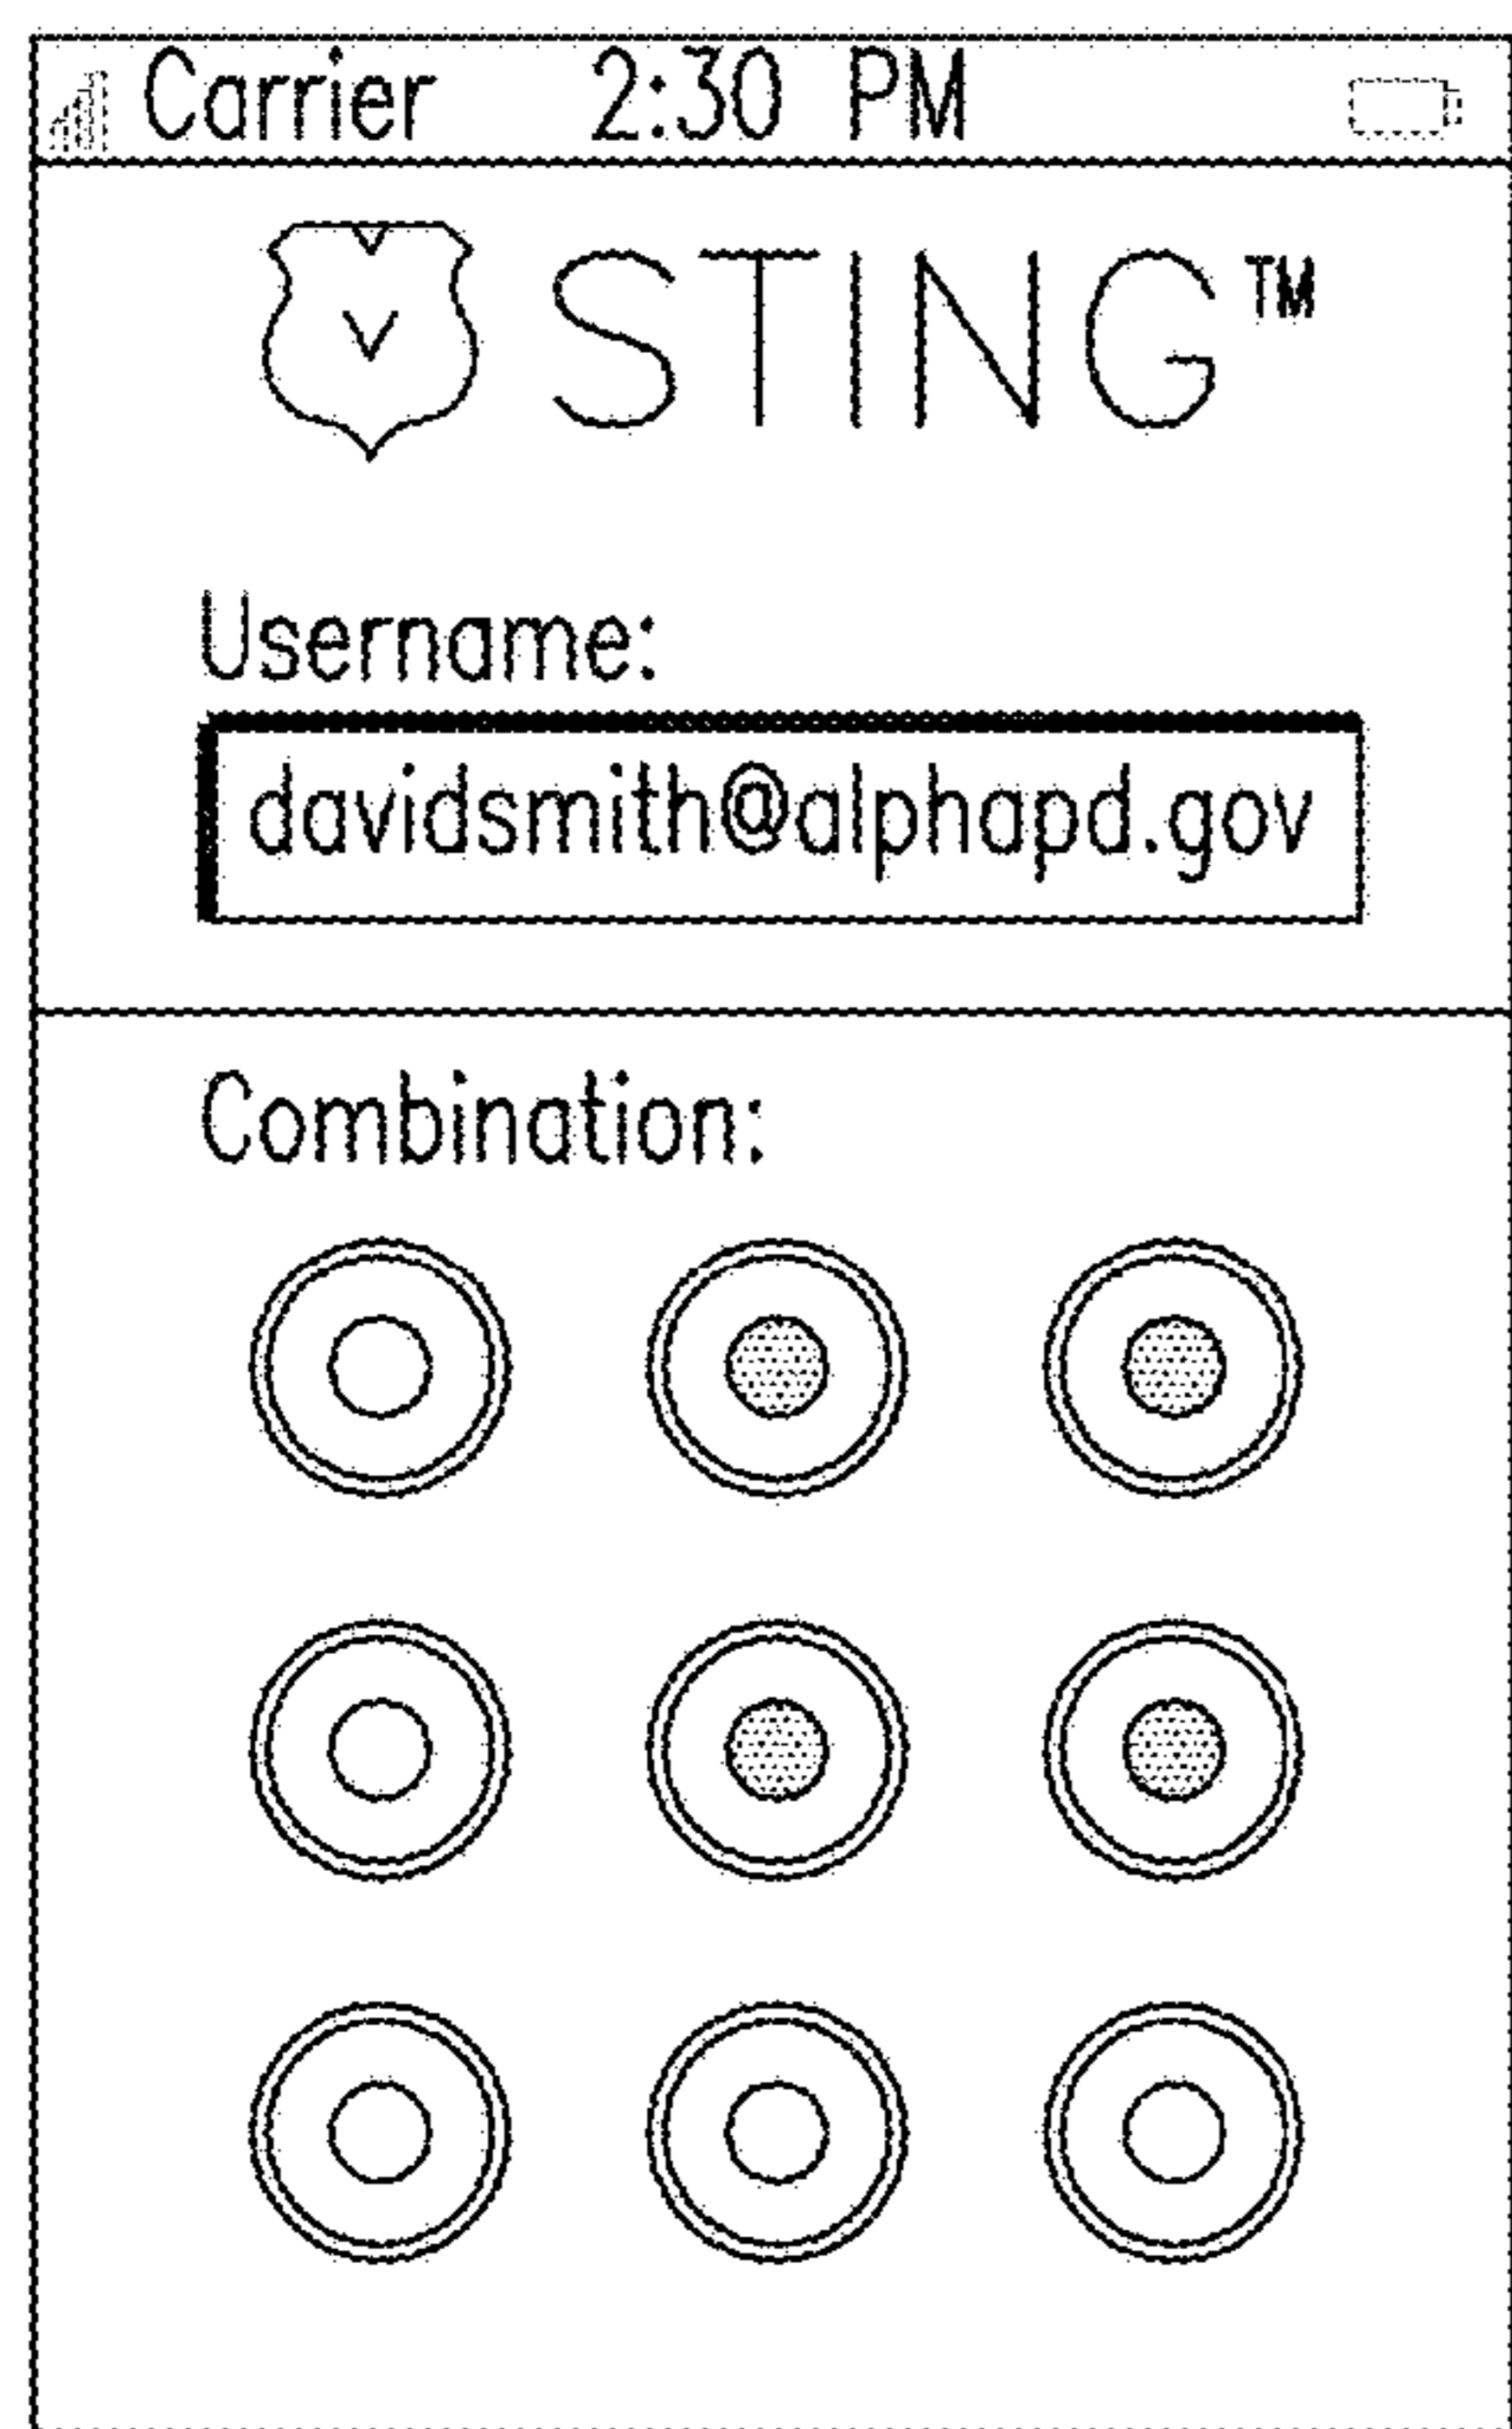 Carrier 2:30 PM
STING™
Username:
davidsmith@alphapd.gov
Combination: